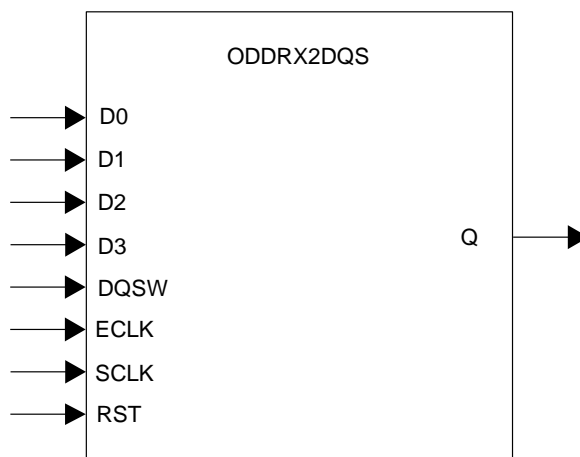 ODDRX2DQS
D0
D1
D2
D3
Q
DQSW
ECLK
SCLK
RST